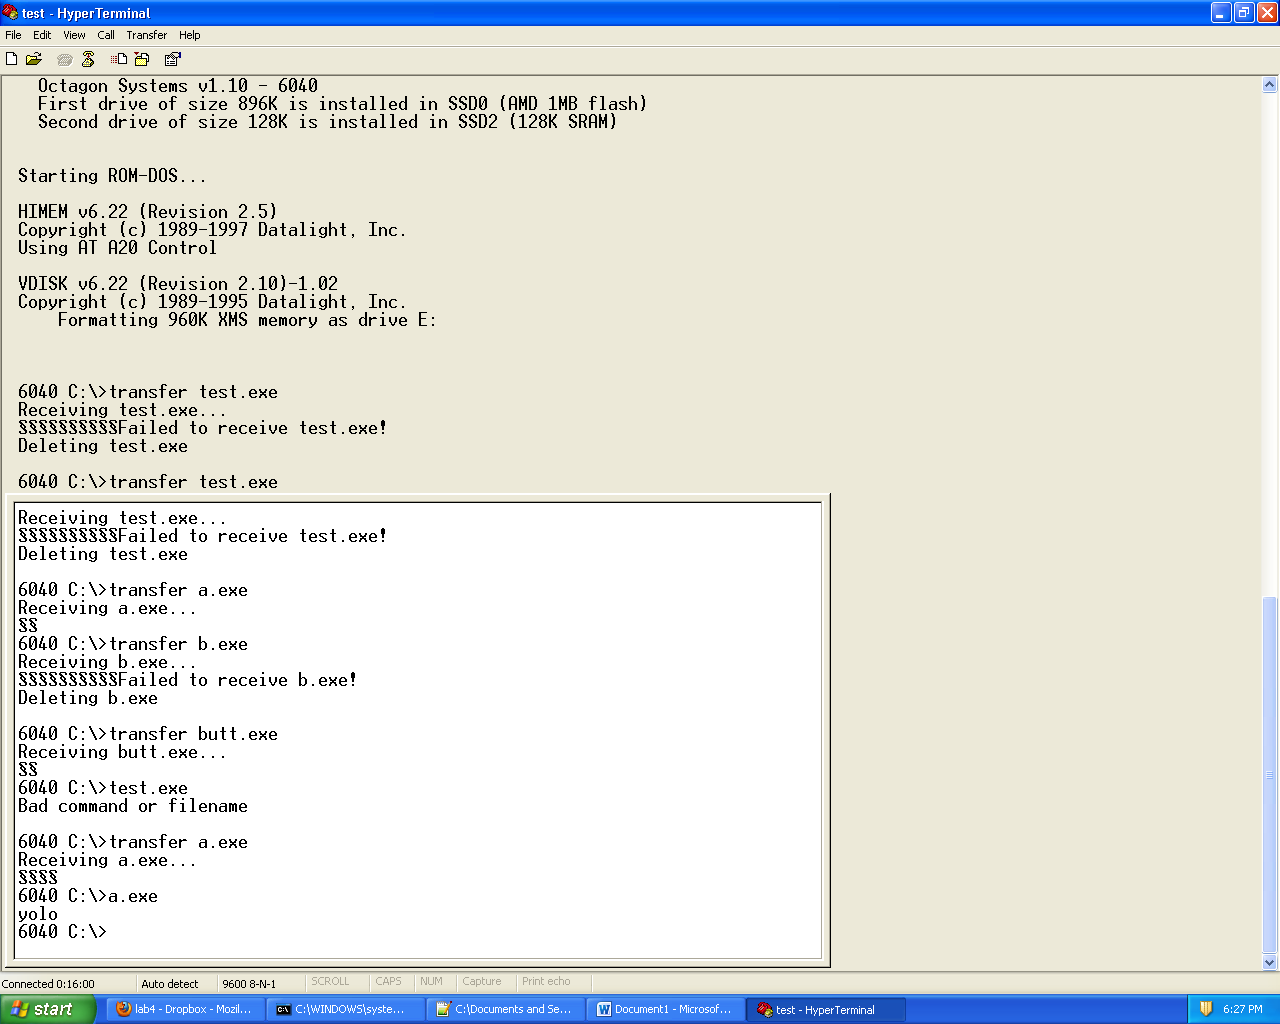 test - HyperTerminal
File Edit View Call Transfer Help
Octagon Systems v1.10 - 6040
First drive of size 896K is installed in SSD0 (AMD 1MB flash)
Second drive of size 128K is installed in SSD2 (128K SRAM)
Starting ROM-DOS...
HIMEM v6.22 (Revision 2.5)
Copyright (c) 1989-1997 Datalight, Inc.
Using AT A20 Control
VDISK v6.22 (Revision 2.10)-1.02
Copyright (c) 1989-1995 Datalight, Inc.
Formatting 960K XMS memory as drive E:
6040 C:\>transfer test.exe
Receiving test.exe...
§§§§§§§§§§Failed to receive test.exe!
Deleting test.exe
6040 C:\>transfer test.exe
Receiving test.exe...
§§§§§§§§§§Failed to receive test.exe!
Deleting test.exe
6040 C:\>transfer a.exe
Receiving a.exe...
§§
6040 C:\>transfer b.exe
Receiving b.exe...
§§§§§§§§§§Failed to receive b.exe!
Deleting b.exe
6040 C:\>transfer butt.exe
Receiving butt.exe...
§§
6040 C:\>test.exe
Bad command or filename
6040 C:\>transfer a.exe
Receiving a.exe...
§§§§
6040 C:\>a.exe
yolo
6040 C:\>
Connected 0:16:00 Auto detect 9600 8-N-1 SCROLL CAPS NUM Capture Print echo
start lab4 - Dropbox - Mozil... C:\WINDOWS\syste... C:\Documents and Se... Document1 - Microsof... test - HyperTerminal 6:27 PM